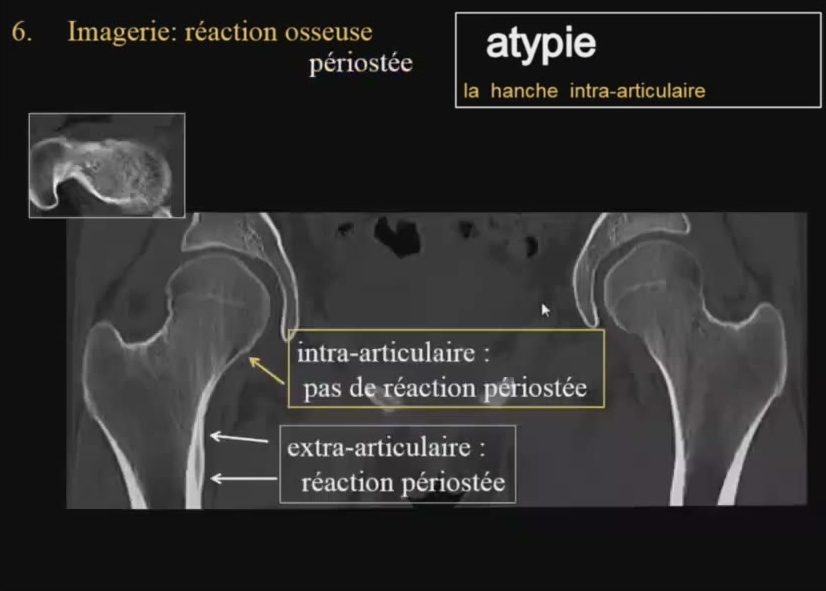 6. Imagerie: réaction osseuse
périostée
atypie
la hanche intra-articulaire
intra-articulaire :
pas de réaction périostée
extra-articulaire :
réaction périostée